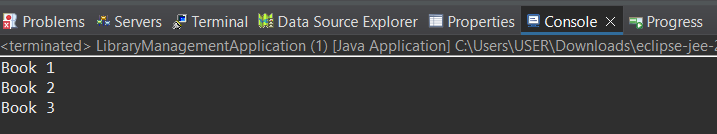 Problems Servers Terminal Data Source Explorer Properties Console Progress
<terminated> LibraryManagementApplication (1) [Java Application] C:\Users\USER\Downloads\eclipse-jee-2
Book 1
Book 2
Book 3